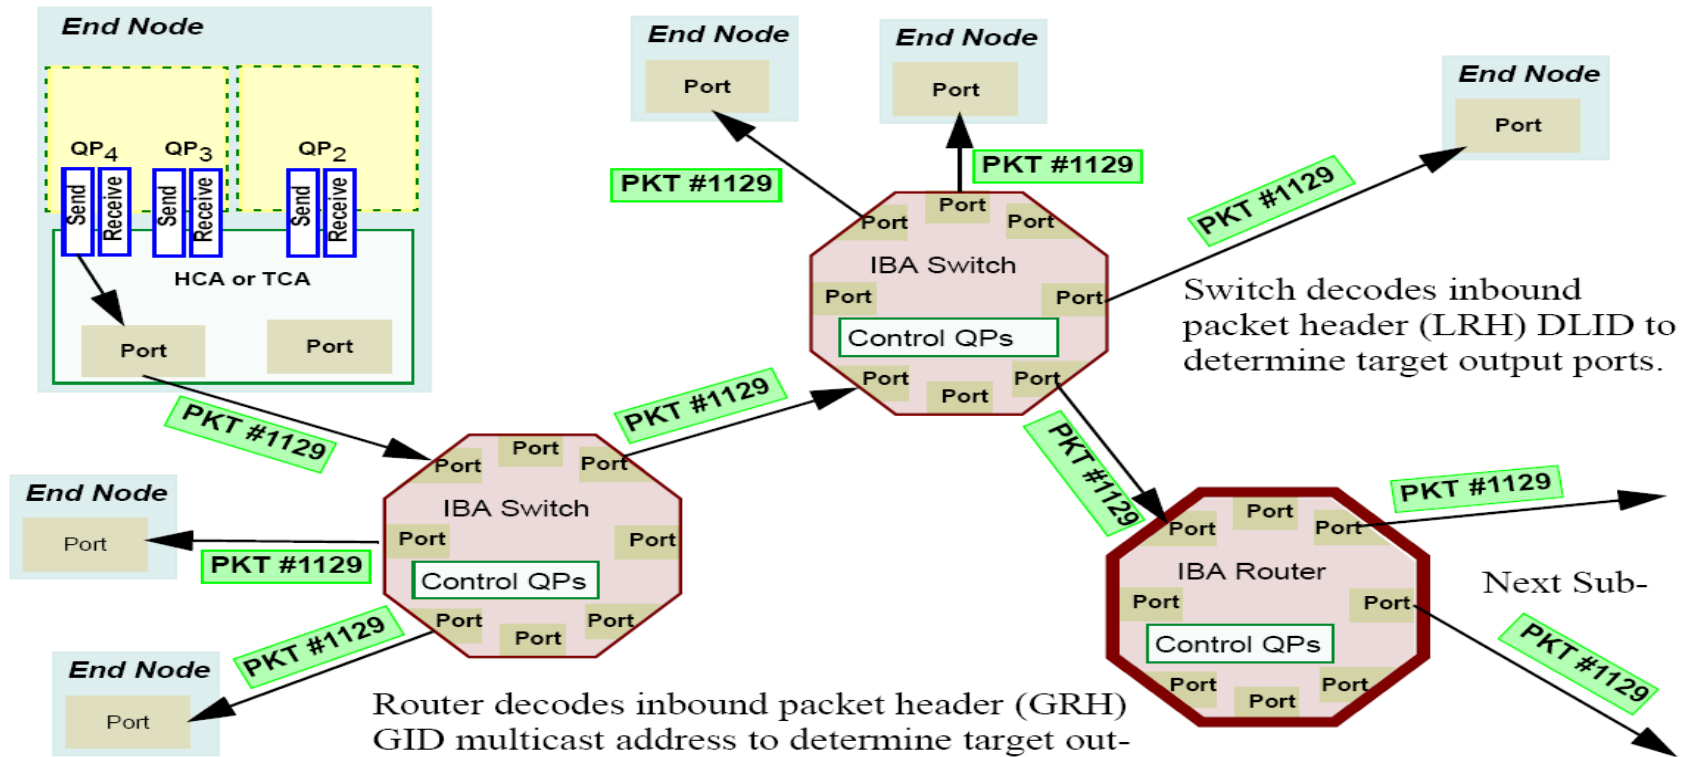 End Node
QP4
QP3
QP2
Send
Receive
Send
Receive
Send
Receive
HCA or TCA
Port
Port
PKT #1129
End Node
Port
PKT #1129
End Node
Port
PKT #1129
End Node
Port
PKT #1129
Port
Port
Port
IBA Switch
Port
Port
Control QPs
Port
Port
Port
Switch decodes inbound
packet header (LRH) DLID to
determine target output ports.
PKT #1129
Port
Port
Port
IBA Switch
Port
Port
Control QPs
Port
Port
Port
End Node
Port
PKT #1129
End Node
Port
PKT #1129
PKT #1129
Port
Port
Port
IBA Router
Port
Port
Control QPs
Port
Port
Port
PKT #1129
Next Sub-
PKT #1129
Router decodes inbound packet header (GRH)
GID multicast address to determine target out-